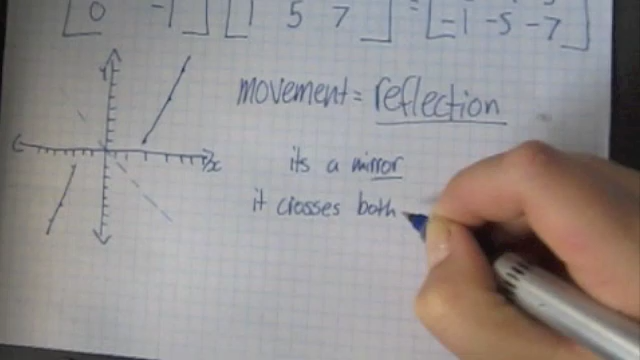 0 -1 1 5 7 = -1 -5 -7
y
movement = reflection
x
its a mirror
it crosses both